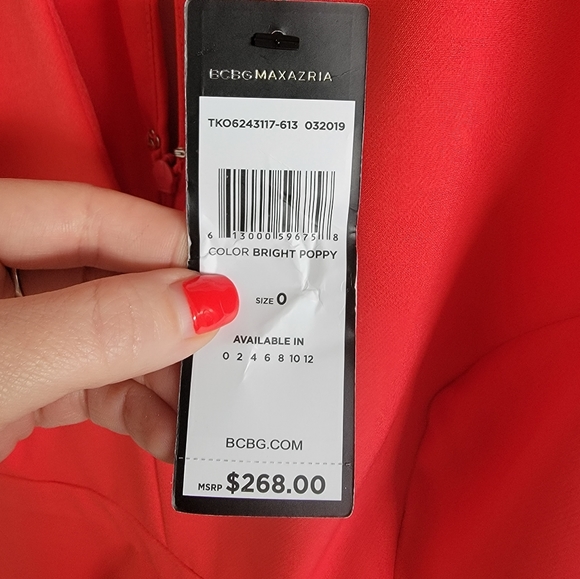 BCBGMAXAZRIA
TKO6243117-613 032019
6 13000 59675 8
COLOR BRIGHT POPPY
SIZE 0
AVAILABLE IN
0 2 4 6 8 10 12
BCBG.COM
MSRP $268.00